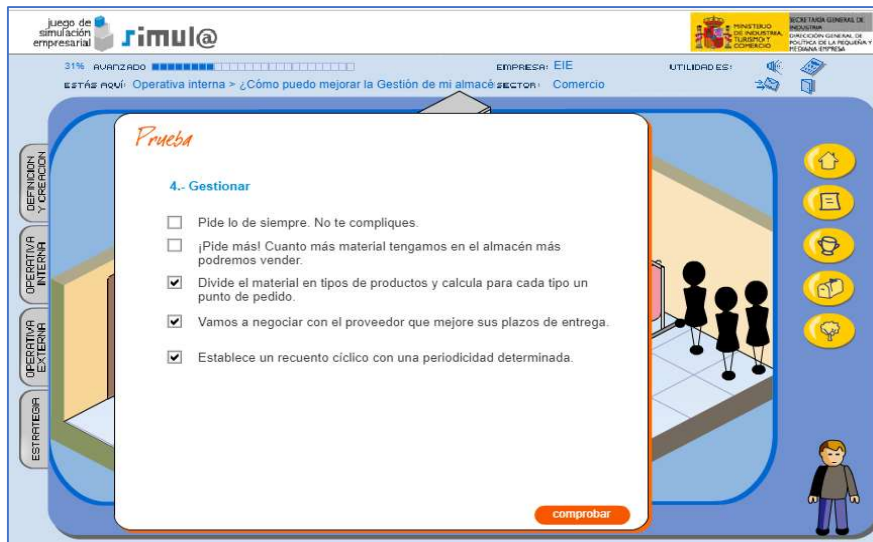 juego de
simulación
empresarial
simul@
MINISTERIO
DE INDUSTRIA,
TURISMO Y
COMERCIO
SECRETARÍA GENERAL DE
INDUSTRIA
DIRECCIÓN GENERAL DE
POLÍTICA DE LA PEQUEÑA Y
MEDIANA EMPRESA
31% AVANZADO
EMPRESA: EIE
UTILIDADES:
ESTÁS AQUÍ: Operativa interna > ¿Cómo puedo mejorar la Gestión de mi almacé
SECTOR: Comercio
DEFINICION
Y CREACION
OPERATIVA
INTERNA
OPERATIVA
EXTERNA
ESTRATEGIA
Prueba
4.- Gestionar
Pide lo de siempre. No te compliques.
¡Pide más! Cuanto más material tengamos en el almacén más
podremos vender.
Divide el material en tipos de productos y calcula para cada tipo un
punto de pedido.
Vamos a negociar con el proveedor que mejore sus plazos de entrega.
Establece un recuento cíclico con una periodicidad determinada.
comprobar